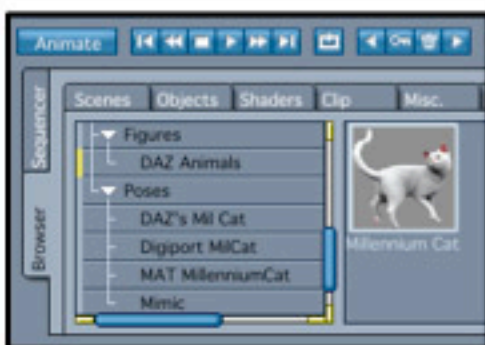 Animate
Sequencer
Browser
Scenes Objects Shaders Clip Misc.
Figures
DAZ Animals
Poses
DAZ's Mil Cat
Digiport MilCat
MAT MillenniumCat
Mimic
Millennium Cat